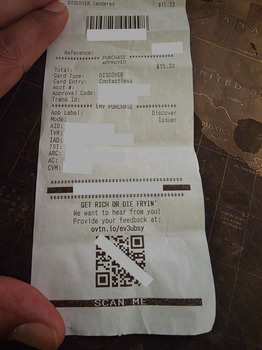 DISCOVER Tendered $15.33
Reference:
PURCHASE
APPROVED
Total: $15.33
Card Type: DISCOVER
Card Entry: Contactless
Acct #:
Approval Code:
Trans Id:
EMV PURCHASE
App Label: Discover
Mode: Issuer
AID:
TVR:
IAD:
TSI:
ARC:
AC:
CVM:
GET RICH OR DIE FRYIN'
We want to hear from you!
Provide your feedback at:
ovtn.io/ev3ubsy
SCAN ME